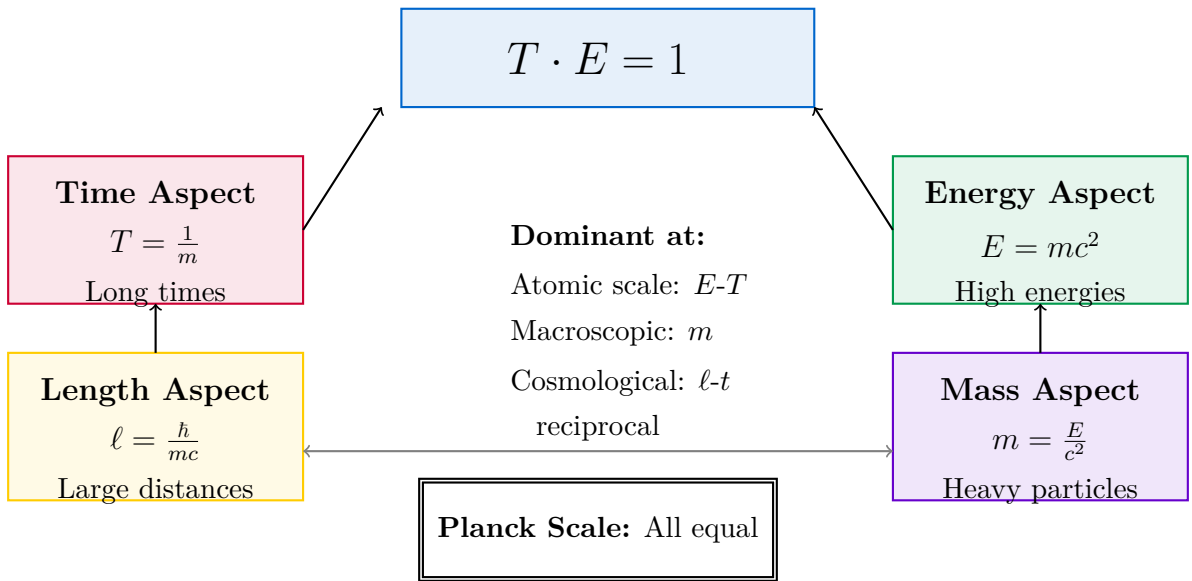 T · E = 1
Time Aspect
T = 1/m
Long times
Energy Aspect
E = mc²
High energies
Dominant at:
Atomic scale: E-T
Macroscopic: m
Cosmological: ℓ-t
reciprocal
Length Aspect
ℓ = ħ/mc
Large distances
Mass Aspect
m = E/c²
Heavy particles
Planck Scale: All equal